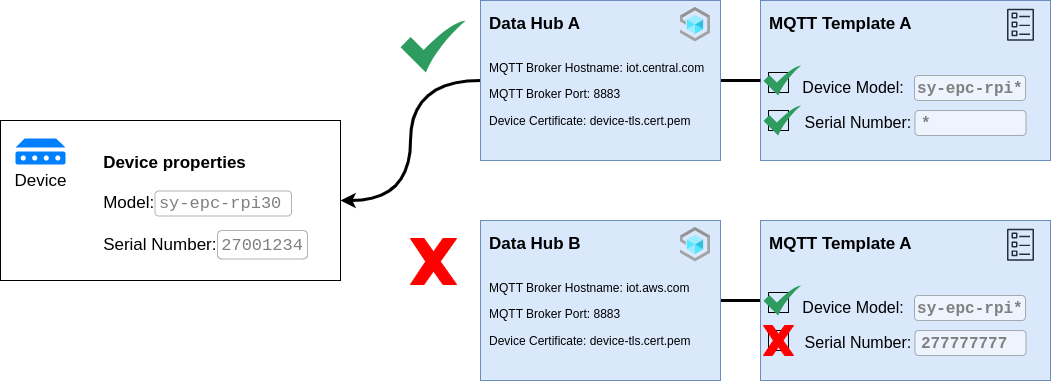 Data Hub A
MQTT Broker Hostname: iot.central.com
MQTT Broker Port: 8883
Device Certificate: device-tls.cert.pem
MQTT Template A
Device Model: sy-epc-rpi*
Serial Number: *
Device
Device properties
Model: sy-epc-rpi30
Serial Number: 27001234
Data Hub B
MQTT Broker Hostname: iot.aws.com
MQTT Broker Port: 8883
Device Certificate: device-tls.cert.pem
MQTT Template A
Device Model: sy-epc-rpi*
Serial Number: 277777777